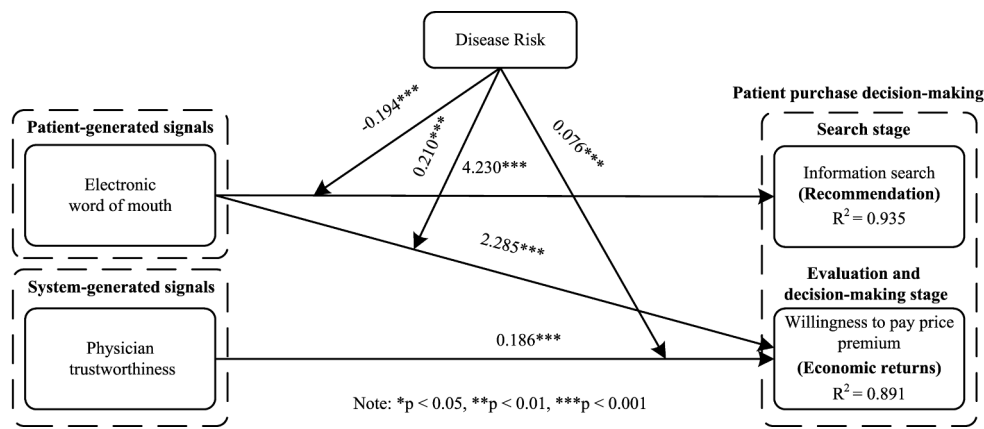 Disease Risk
Patient purchase decision-making
-0.194***
0.210***
0.076***
Patient-generated signals
Search stage
Electronic
word of mouth
4.230***
Information search
(Recommendation)
R² = 0.935
2.285***
System-generated signals
Evaluation and
decision-making stage
Physician
trustworthiness
0.186***
Willingness to pay price
premium
(Economic returns)
R² = 0.891
Note: *p < 0.05, **p < 0.01, ***p < 0.001